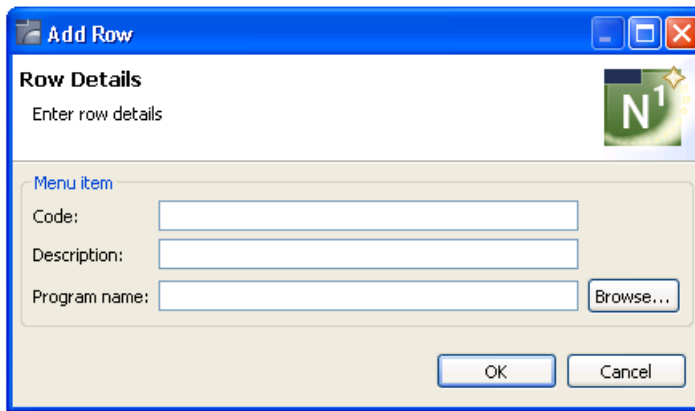 Add Row
Row Details
Enter row details
N1
Menu item
Code:
Description:
Program name:
Browse...
OK
Cancel